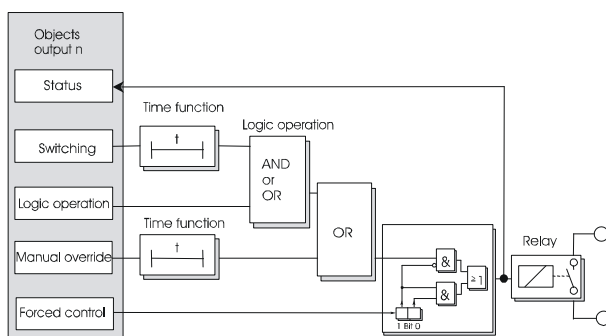 Objects
output n
Status
Time function
Logic operation
Switching
t
AND
or
OR
Logic operation
Time function
OR
Relay
Manual override
t
&
≥1
&
Forced control
1 Bit 0